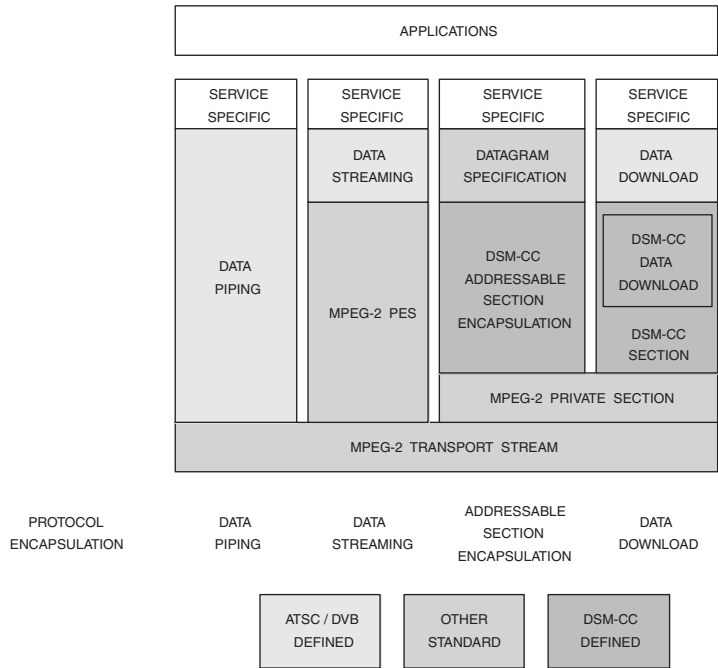 APPLICATIONS
SERVICE
SPECIFIC
SERVICE
SPECIFIC
SERVICE
SPECIFIC
SERVICE
SPECIFIC
DATA
PIPING
DATA
STREAMING
MPEG-2 PES
DATAGRAM
SPECIFICATION
DSM-CC
ADDRESSABLE
SECTION
ENCAPSULATION
DATA
DOWNLOAD
DSM-CC
DATA
DOWNLOAD
DSM-CC
SECTION
MPEG-2 PRIVATE SECTION
MPEG-2 TRANSPORT STREAM
PROTOCOL
ENCAPSULATION
DATA
PIPING
DATA
STREAMING
ADDRESSABLE
SECTION
ENCAPSULATION
DATA
DOWNLOAD
ATSC / DVB
DEFINED
OTHER
STANDARD
DSM-CC
DEFINED